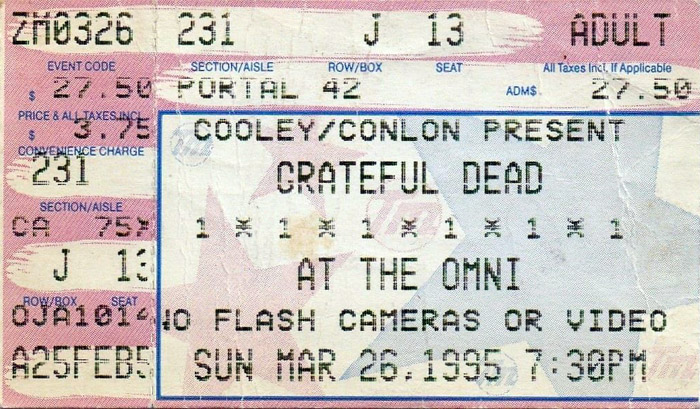 ZM0326 231 J 13 ADULT
EVENT CODE SECTION/AISLE ROW/BOX SEAT All Taxes Incl. If Applicable
$ 27.50 PORTAL 42 ADM$. 27.50
PRICE & ALL TAXES INCL.
$ 3.75 COOLEY/CONLON PRESENT
CONVENIENCE CHARGE
231 GRATEFUL DEAD
SECTION/AISLE
CA 75X 1 * 1 * 1 * 1 * 1 * 1
J 13 AT THE OMNI
ROW/BOX SEAT
OJA1014 NO FLASH CAMERAS OR VIDEO
A25FEB5 SUN MAR 26,1995 7:30PM